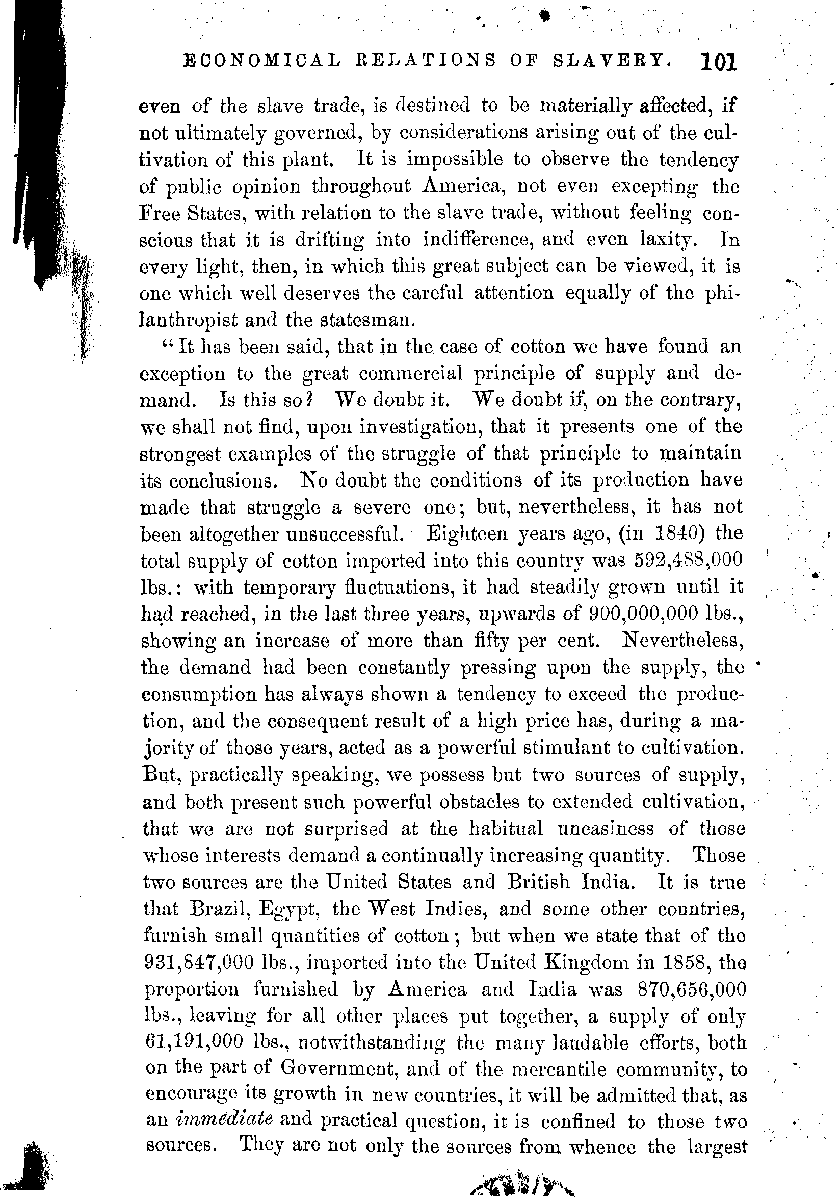 ECONOMICAL RELATIONS OF SLAVERY. 101
even of the slave trade, is destined to be materially affected, if
not ultimately governed, by considerations arising out of the cul-
tivation of this plant. It is impossible to observe the tendency
of public opinion throughout America, not even excepting the
Free States, with relation to the slave trade, without feeling con-
scious that it is drifting into indifference, and even laxity. In
every light, then, in which this great subject can be viewed, it is
one which well deserves the careful attention equally of the phi-
lanthropist and the statesman.
“It has been said, that in the case of cotton we have found an
exception to the great commercial principle of supply and de-
mand. Is this so? We doubt it. We doubt if, on the contrary,
we shall not find, upon investigation, that it presents one of the
strongest examples of the struggle of that principle to maintain
its conclusions. No doubt the conditions of its production have
made that struggle a severe one; but, nevertheless, it has not
been altogether unsuccessful. Eighteen years ago, (in 1840) the
total supply of cotton imported into this country was 592,488,000
lbs.: with temporary fluctuations, it had steadily grown until it
had reached, in the last three years, upwards of 900,000,000 lbs.,
showing an increase of more than fifty per cent. Nevertheless,
the demand had been constantly pressing upon the supply, the
consumption has always shown a tendency to exceed the produc-
tion, and the consequent result of a high price has, during a ma-
jority of those years, acted as a powerful stimulant to cultivation.
But, practically speaking, we possess but two sources of supply,
and both present such powerful obstacles to extended cultivation,
that we are not surprised at the habitual uneasiness of those
whose interests demand a continually increasing quantity. Those
two sources are the United States and British India. It is true
that Brazil, Egypt, the West Indies, and some other countries,
furnish small quantities of cotton; but when we state that of the
931,847,000 lbs., imported into the United Kingdom in 1858, the
proportion furnished by America and India was 870,656,000
lbs., leaving for all other places put together, a supply of only
61,191,000 lbs., notwithstanding the many laudable efforts, both
on the part of Government, and of the mercantile community, to
encourage its growth in new countries, it will be admitted that, as
an immediate and practical question, it is confined to those two
sources. They are not only the sources from whence the largest